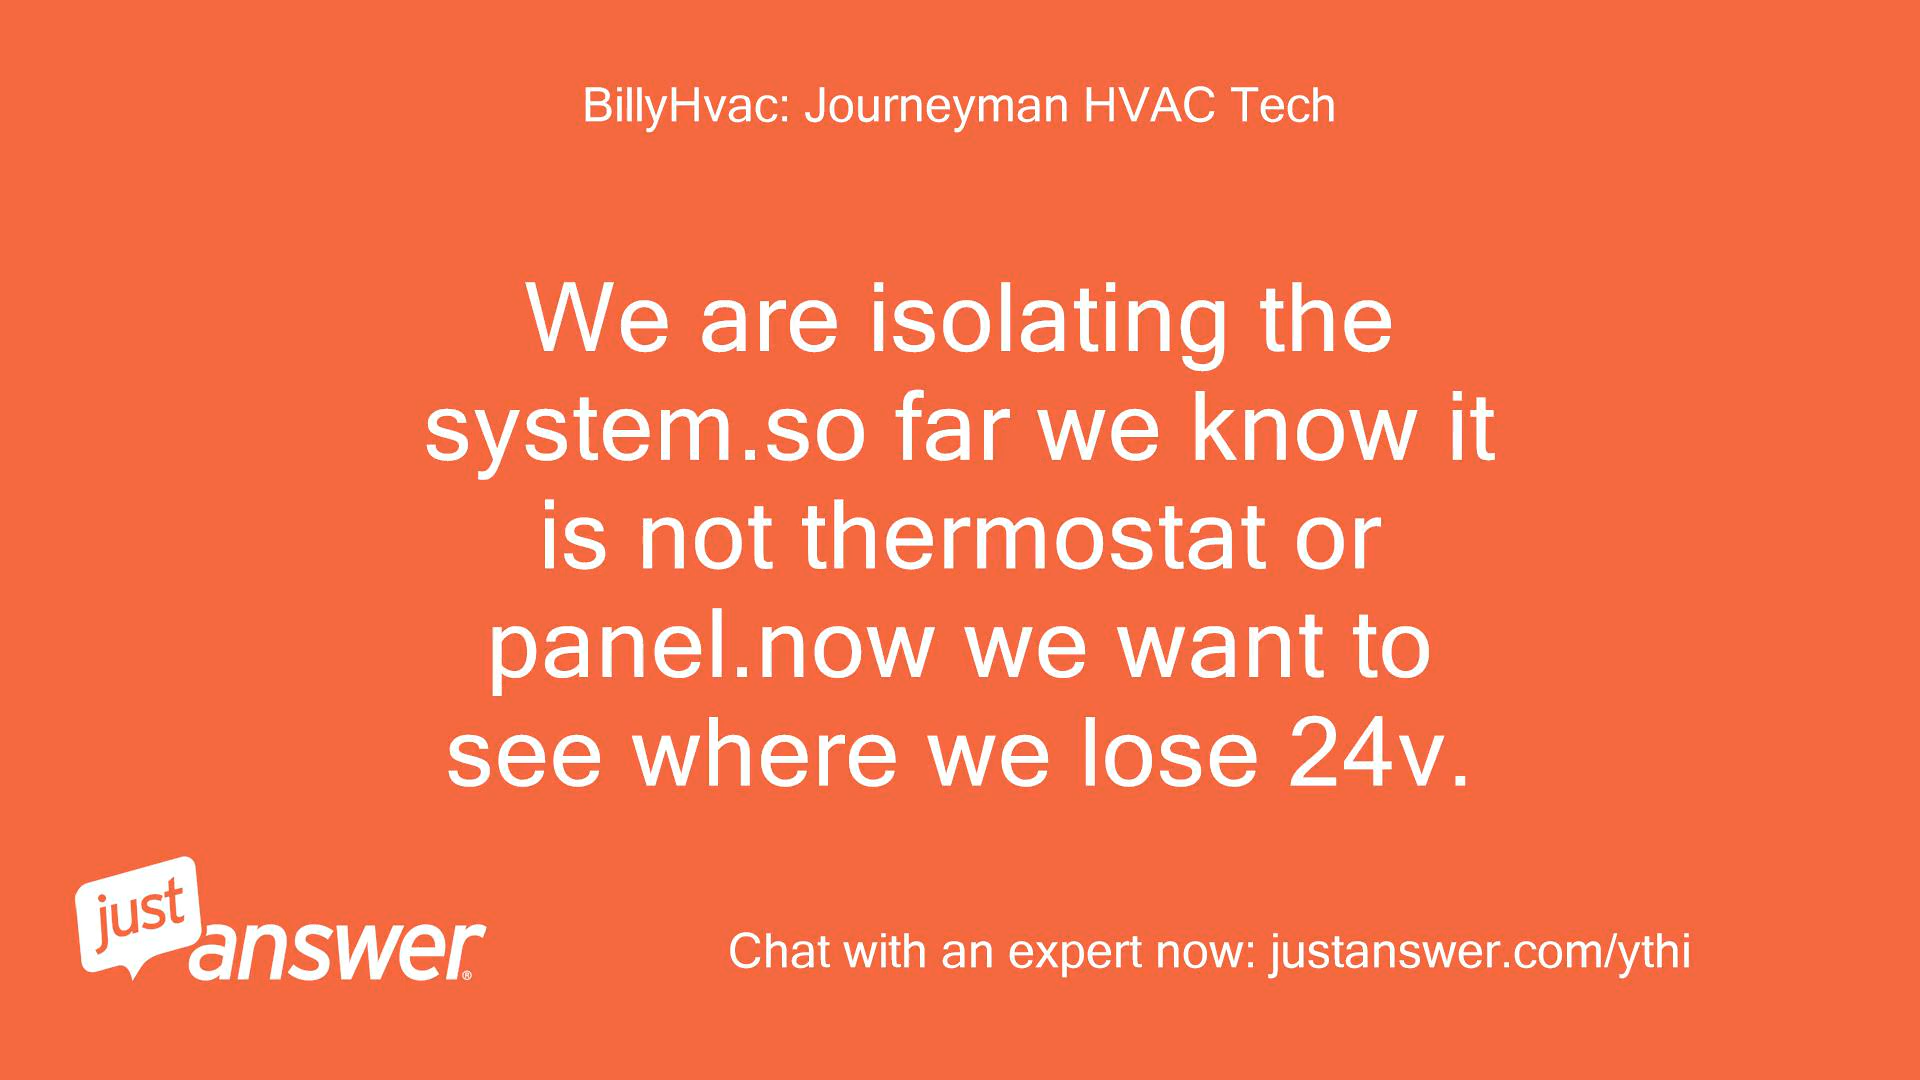 BillyHvac: Journeyman HVAC Tech
We are isolating the
system.so far we know it
is not thermostat or
panel.now we want to
see where we lose 24v.
just
answer®
Chat with an expert now: justanswer.com/ythi